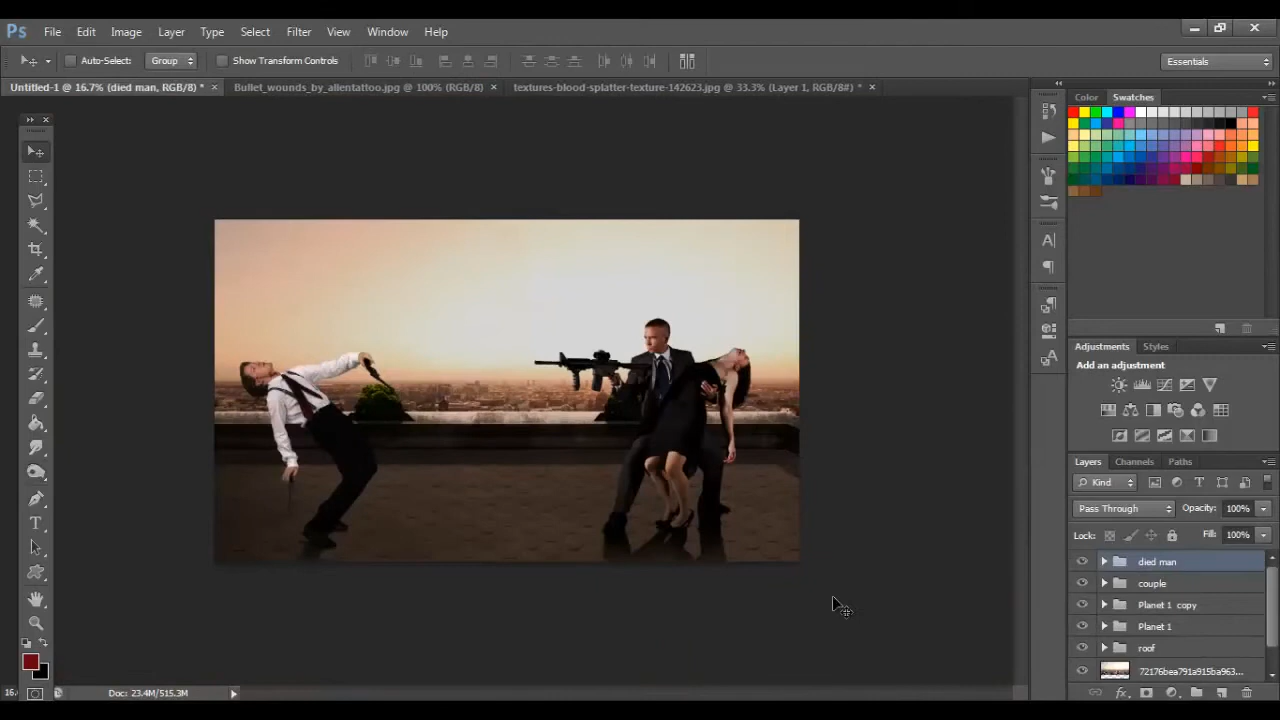 Ps File Edit Image Layer Type Select Filter View Window Help
Auto-Select: Group Show Transform Controls Essentials
Untitled-1 @ 16.7% (died man, RGB/8) * Bullet_wounds_by_allentattoo.jpg @ 100% (RGB/8) textures-blood-splatter-texture-142623.jpg @ 33.3% (Layer 1, RGB/8#) *
Color Swatches
Adjustments Styles
Add an adjustment
Layers Channels Paths
Kind
Pass Through Opacity: 100%
Lock: Fill: 100%
died man
couple
Planet 1 copy
Planet 1
roof
72176bea791a915ba963...
16. Doc: 23.4M/515.3M